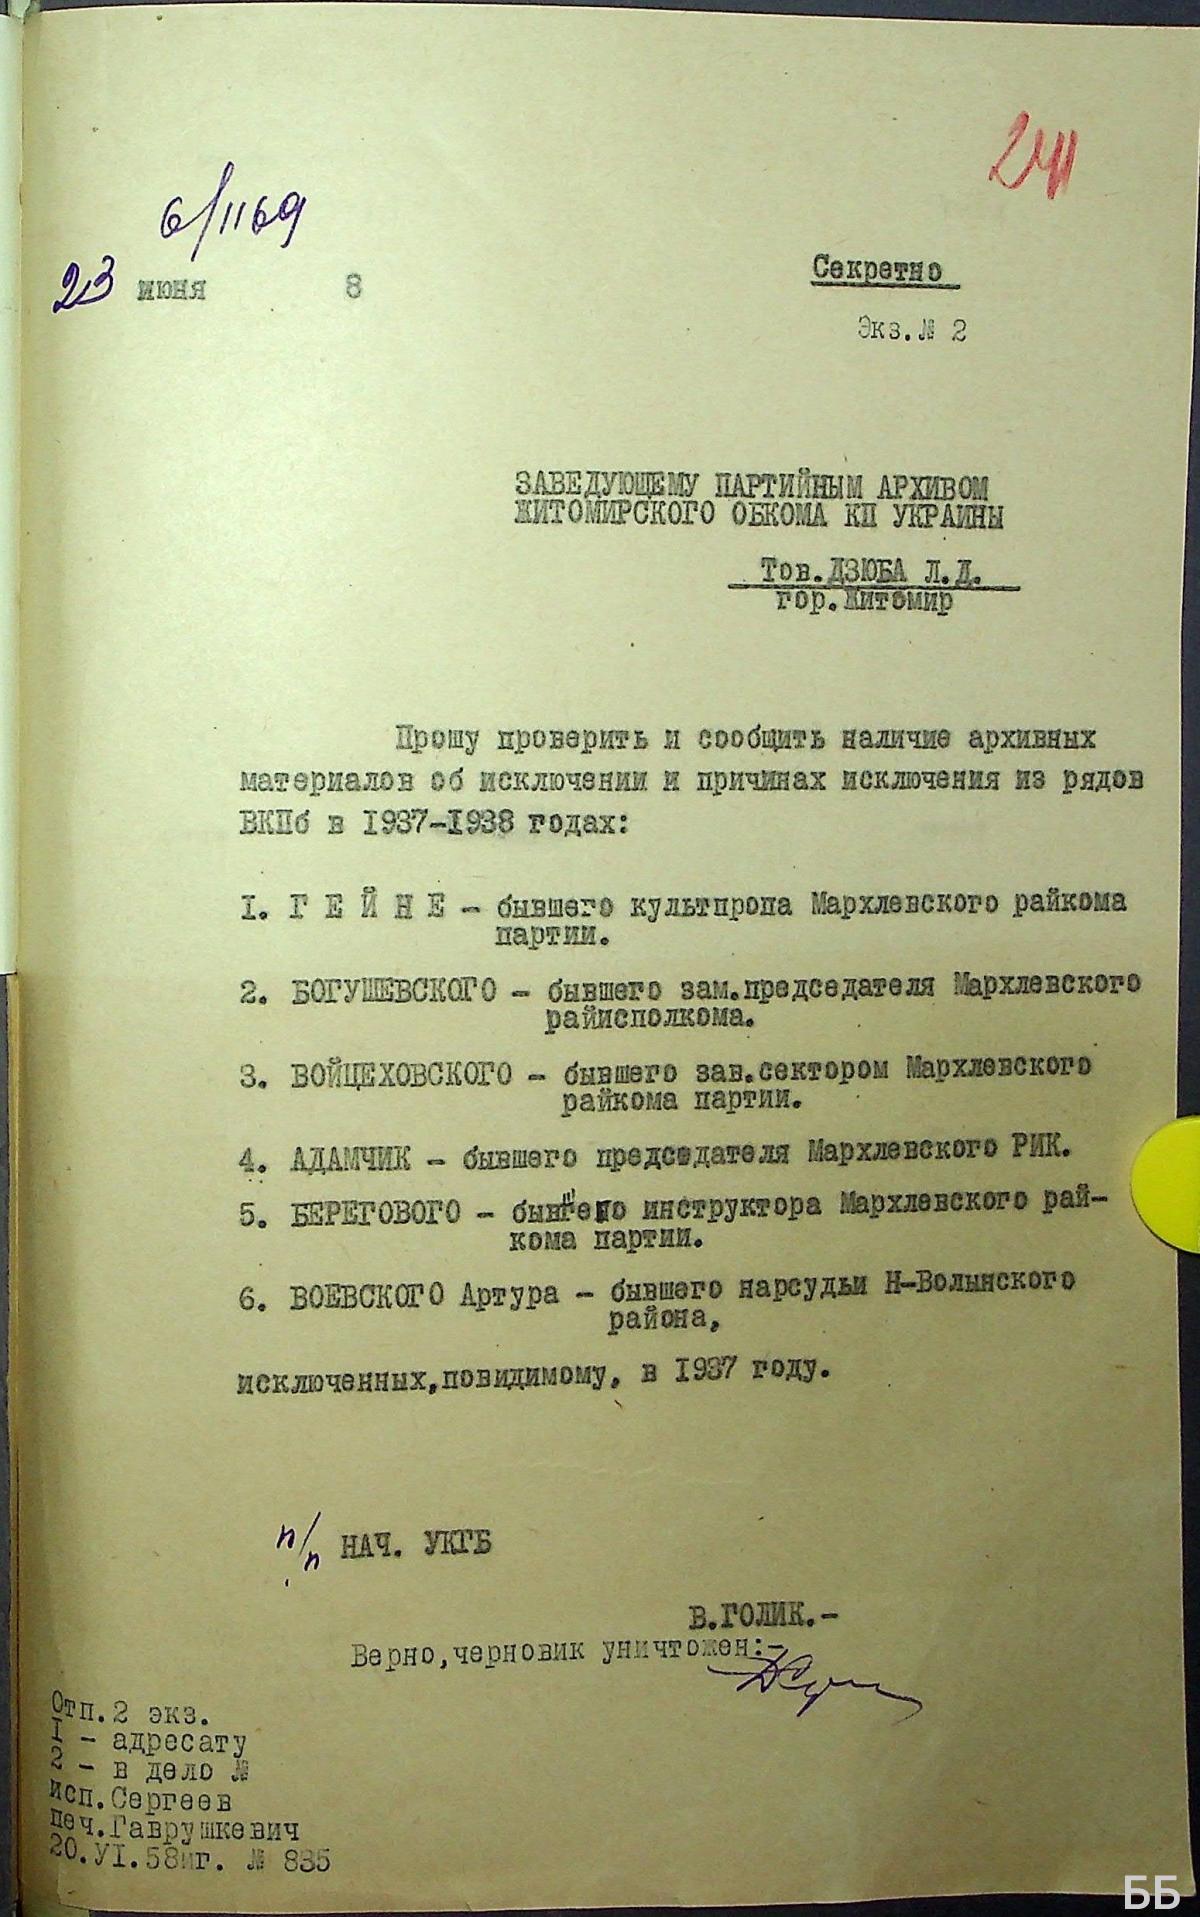 241
6/1169
23 июня 8
Секретно
Экз.№ 2
ЗАВЕДУЮЩЕМУ ПАРТИЙНЫМ АРХИВОМ
ЖИТОМИРСКОГО ОБКОМА КП УКРАИНЫ
Тов.ДЗЮБА Л.Д.
гор.Житомир
Прошу проверить и сообщить наличие архивных
материалов об исключении и причинах исключения из рядов
ВКПб в 1937-1938 годах:
1. Г Е Й Н Е - бывшего культпропа Мархлевского райкома
партии.
2. БОГУШЕВСКОГО - бывшего зам.председателя Мархлевского
райисполкома.
3. ВОЙЦЕХОВСКОГО - бывшего зав.сектором Мархлевского
райкома партии.
4. АДАМЧИК - бывшего председателя Мархлевского РИК.
5. БЕРЕГОВОГО - бывшего инструктора Мархлевского рай-
кома партии.
6. ВОЕВСКОГО Артура - бывшего нарсудьи Н-Волынского
района,
исключенных,повидимому, в 1937 году.
п/п НАЧ. УКГБ
В.ГОЛИК.-
Верно,черновик уничтожен:-
Отп.2 экз.
1 - адресату
2 - в дело №
исп.Сергеев
печ.Гаврушкевич
20.УІ.58г. № 835
ББ